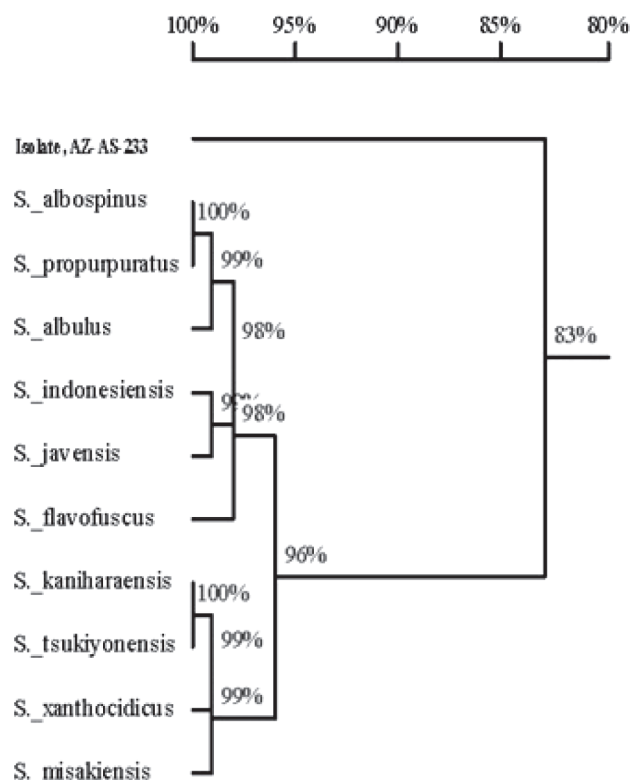 100% 95% 90% 85% 80%
Isolate, AZ-AS-233
S._albospinus
100%
S._propurpuratus
99%
S._albulus
98%
83%
S._indonesiensis
98%
S._javensis
S._flavofuscus
96%
S._kaniharaensis
100%
S._tsukiyonensis
99%
S._xanthocidicus
99%
S._misakiensis